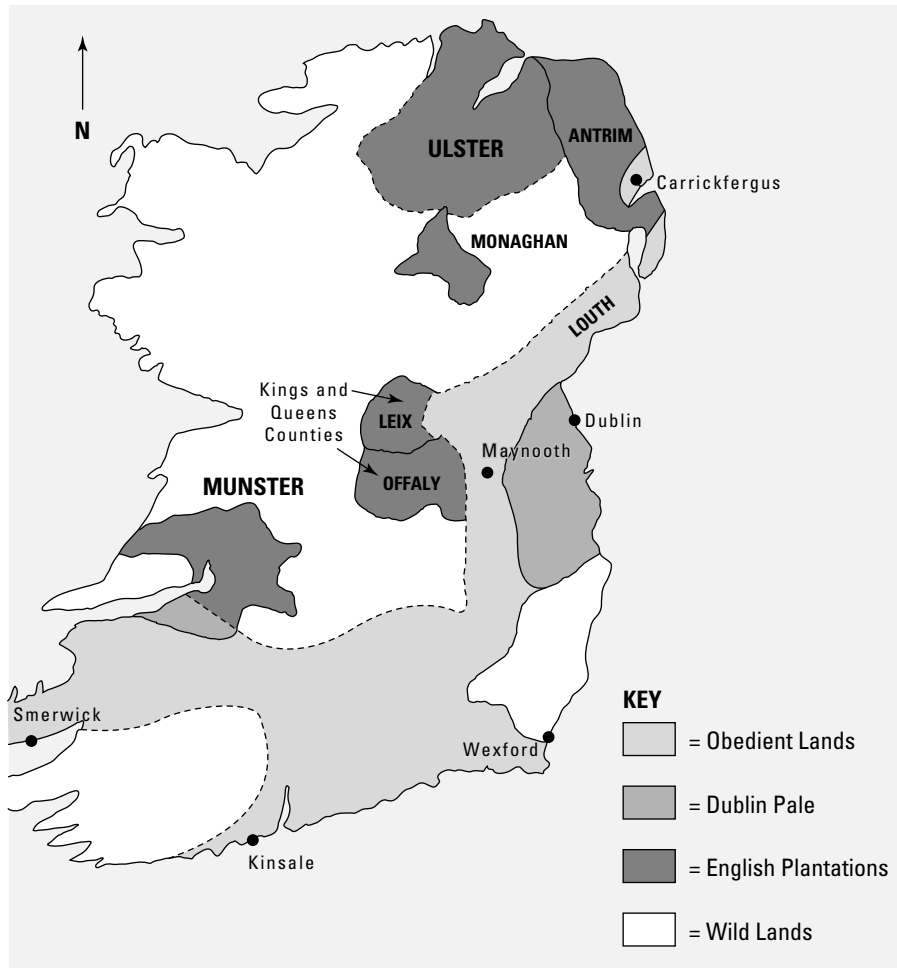 N
ULSTER
ANTRIM
Carrickfergus
MONAGHAN
LOUTH
Kings and
Queens
Counties
LEIX
Dublin
Maynooth
OFFALY
MUNSTER
KEY
Smerwick
= Obedient Lands
Wexford
= Dublin Pale
Kinsale
= English Plantations
= Wild Lands